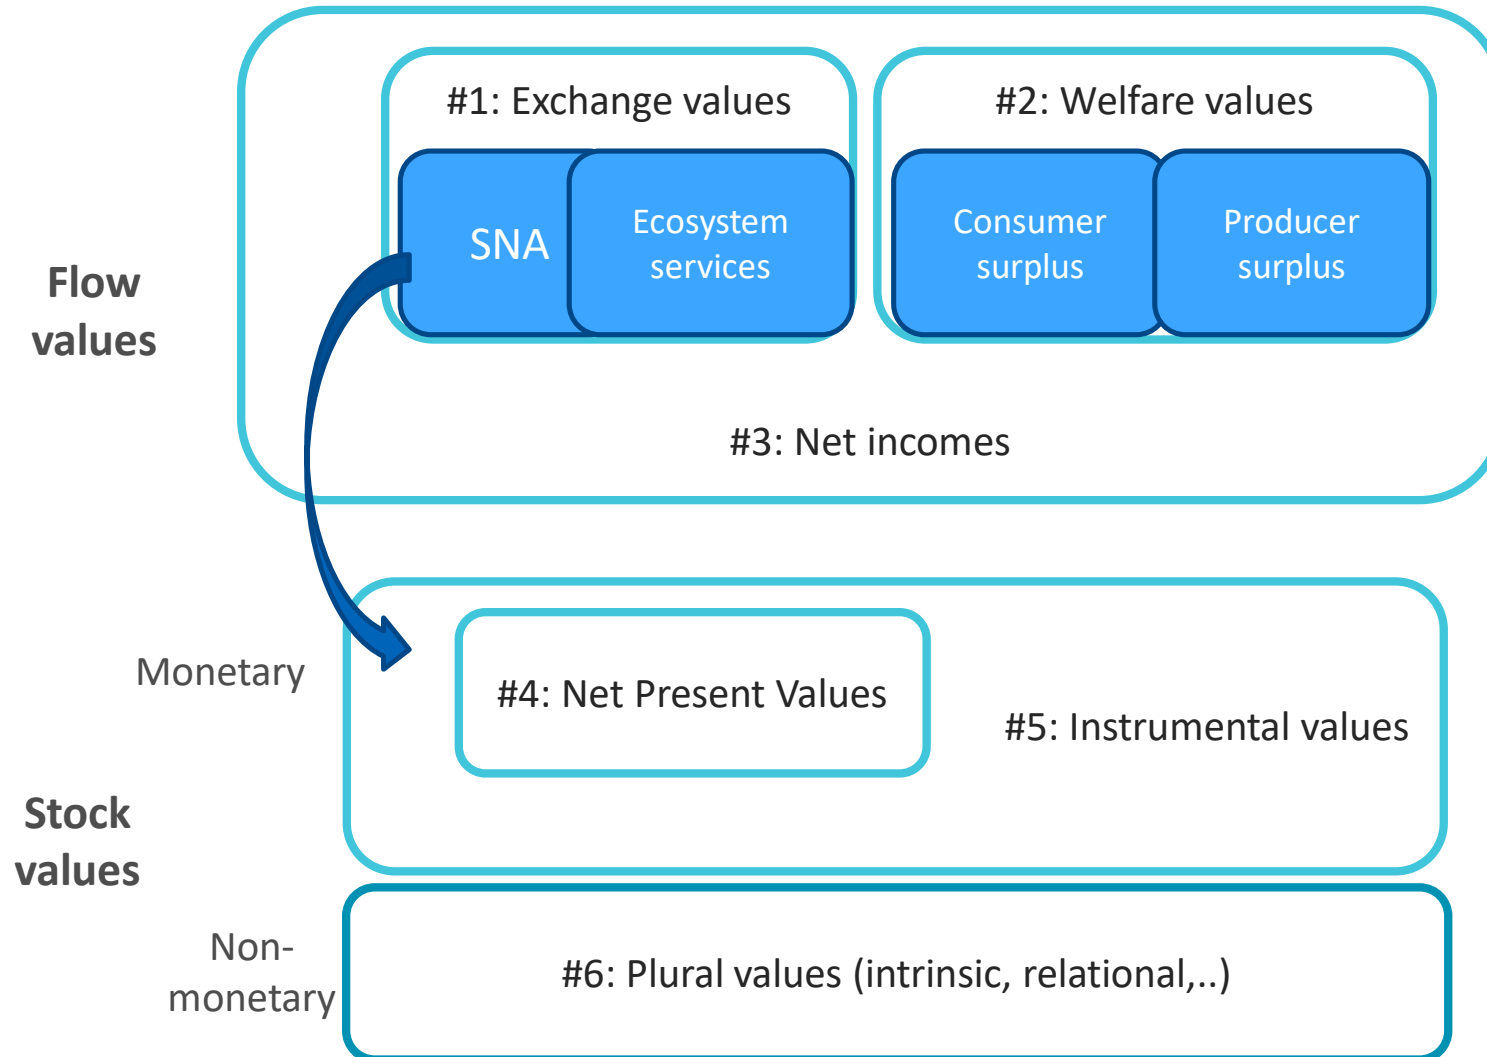 #1: Exchange values
#2: Welfare values
SNA
Ecosystem
services
Consumer
surplus
Producer
surplus
Flow
values
#3: Net incomes
Monetary
#4: Net Present Values
#5: Instrumental values
Stock
values
Non-
monetary
#6: Plural values (intrinsic, relational,..)